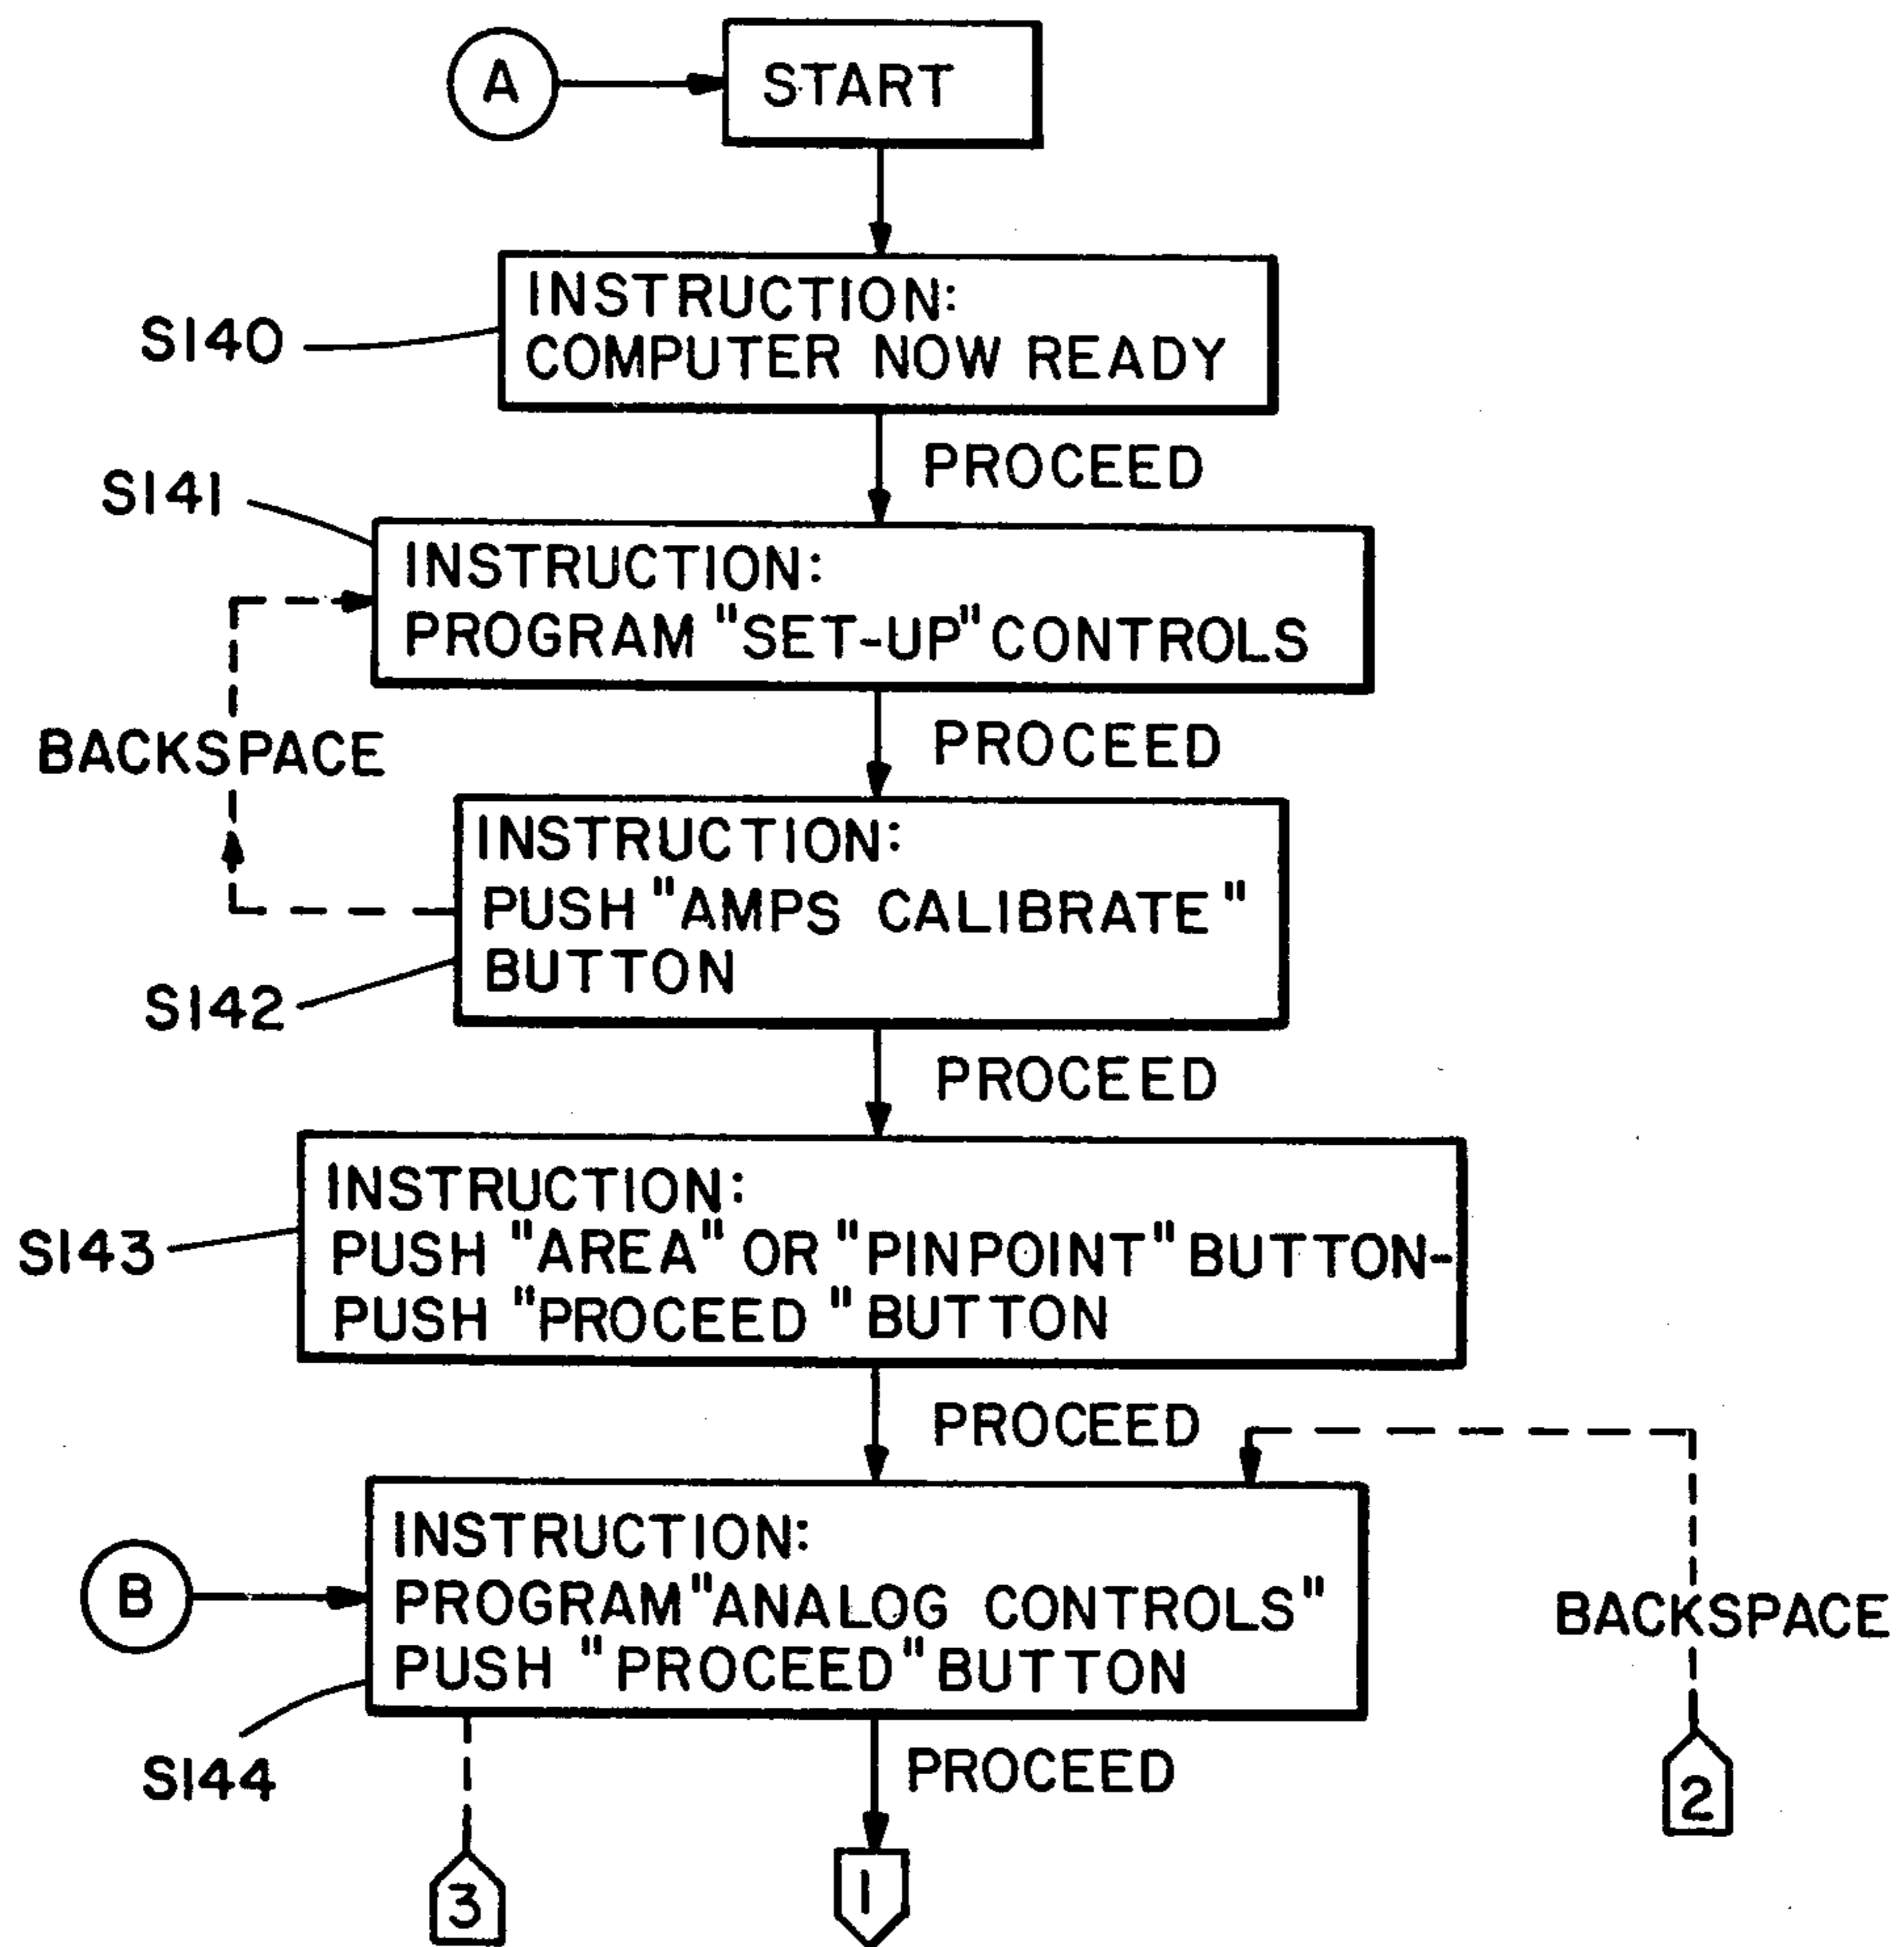 A
START
INSTRUCTION:
COMPUTER NOW READY
S140
PROCEED
S141
INSTRUCTION:
PROGRAM "SET-UP" CONTROLS
BACKSPACE
PROCEED
INSTRUCTION:
PUSH "AMPS CALIBRATE"
BUTTON
S142
PROCEED
INSTRUCTION:
PUSH "AREA" OR "PINPOINT" BUTTON-
PUSH "PROCEED" BUTTON
S143
PROCEED
INSTRUCTION:
PROGRAM "ANALOG CONTROLS"
PUSH "PROCEED" BUTTON
B
BACKSPACE
S144
PROCEED
2
3
1